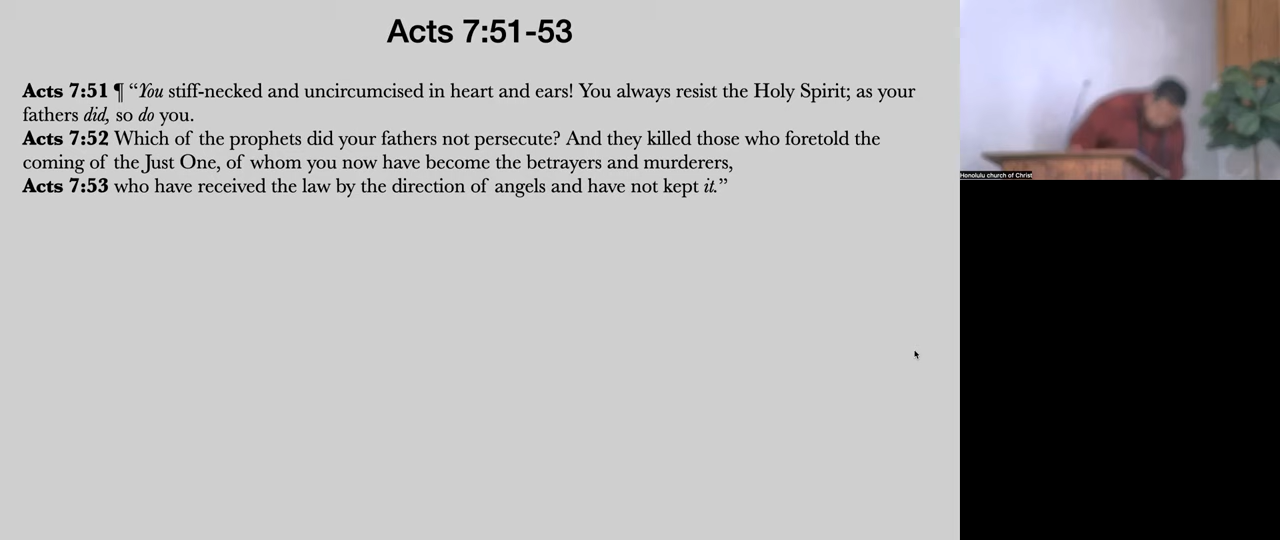 Acts 7:51-53
Acts 7:51 ¶ “You stiff-necked and uncircumcised in heart and ears! You always resist the Holy Spirit; as your
fathers did, so do you.
Acts 7:52 Which of the prophets did your fathers not persecute? And they killed those who foretold the
coming of the Just One, of whom you now have become the betrayers and murderers,
Acts 7:53 who have received the law by the direction of angels and have not kept it.”
Honolulu church of Christ